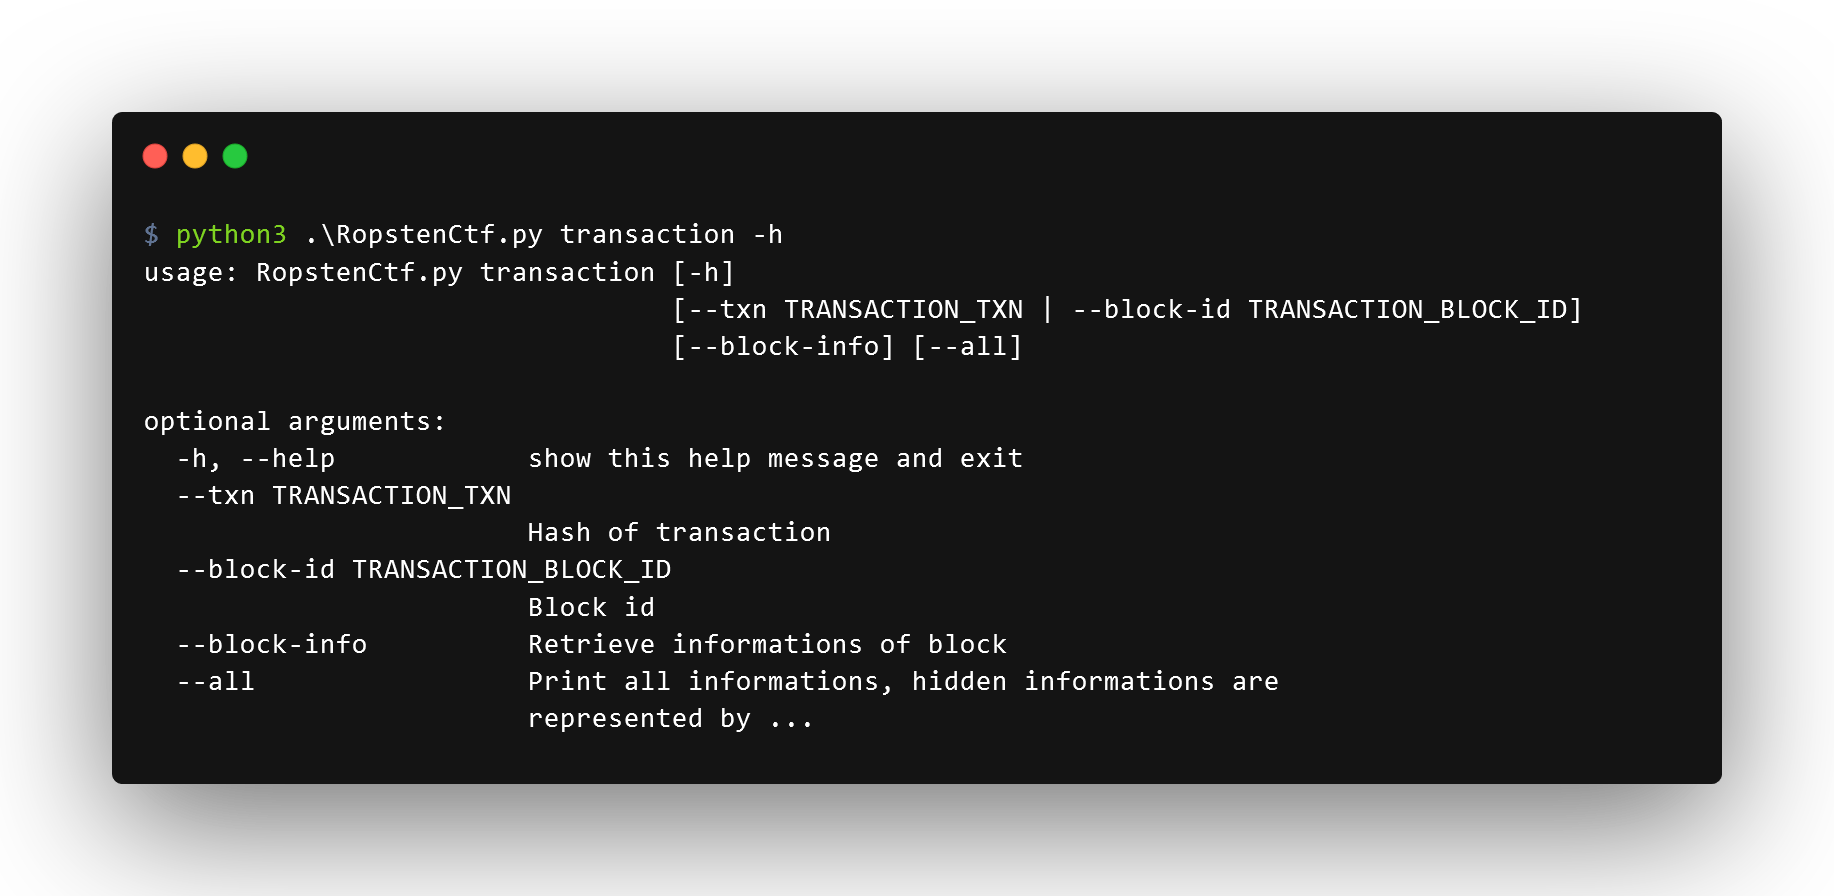 $ python3 .\RopstenCtf.py transaction -h
usage: RopstenCtf.py transaction [-h]
[--txn TRANSACTION_TXN | --block-id TRANSACTION_BLOCK_ID]
[--block-info] [--all]
optional arguments:
-h, --help show this help message and exit
--txn TRANSACTION_TXN
Hash of transaction
--block-id TRANSACTION_BLOCK_ID
Block id
--block-info Retrieve informations of block
--all Print all informations, hidden informations are
represented by ...